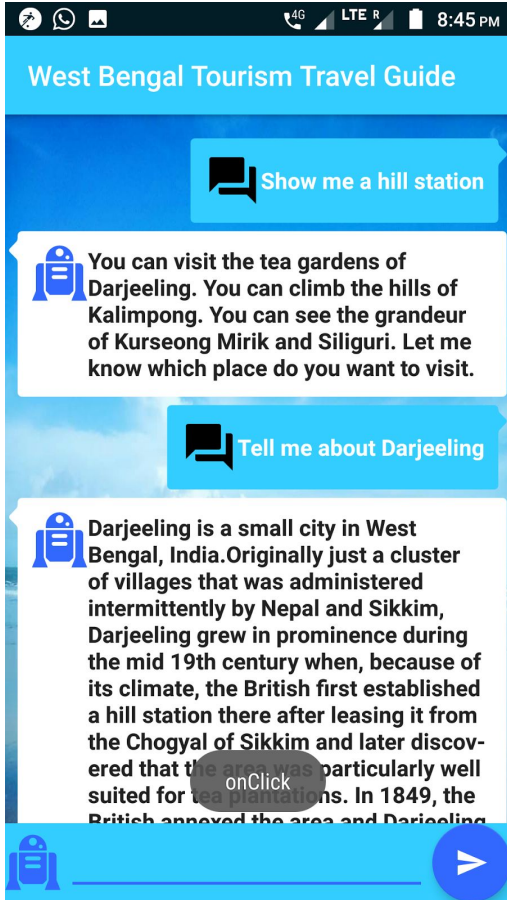 4G LTE R 8:45 PM
West Bengal Tourism Travel Guide
Show me a hill station
You can visit the tea gardens of
Darjeeling. You can climb the hills of
Kalimpong. You can see the grandeur
of Kurseong Mirik and Siliguri. Let me
know which place do you want to visit.
Tell me about Darjeeling
Darjeeling is a small city in West
Bengal, India.Originally just a cluster
of villages that was administered
intermittently by Nepal and Sikkim,
Darjeeling grew in prominence during
the mid 19th century when, because of
its climate, the British first established
a hill station there after leasing it from
the Chogyal of Sikkim and later discov-
ered that the area was particularly well
suited for tea plantations. In 1849, the
British annexed the area and Darjeeling
onClick